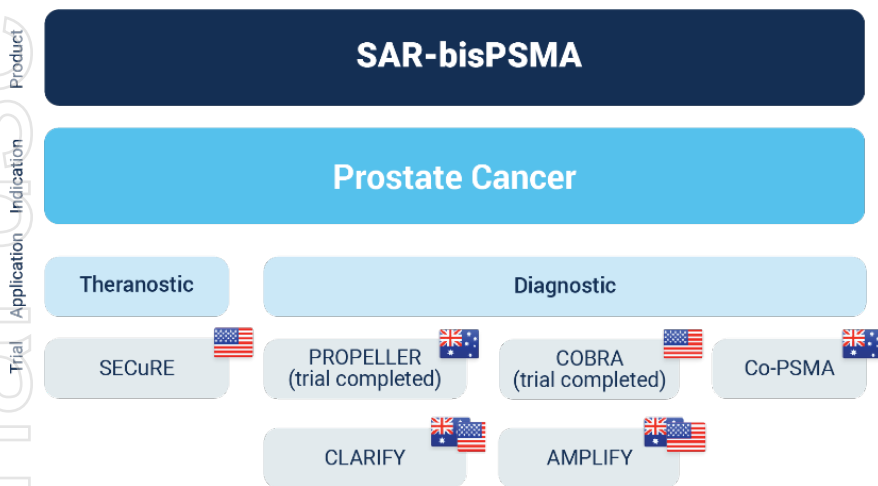 Product
SAR-bisPSMA
Indication
Prostate Cancer
Application
Theranostic
Diagnostic
Trial
SECuRE
PROPELLER
(trial completed)
COBRA
(trial completed)
Co-PSMA
CLARIFY
AMPLIFY